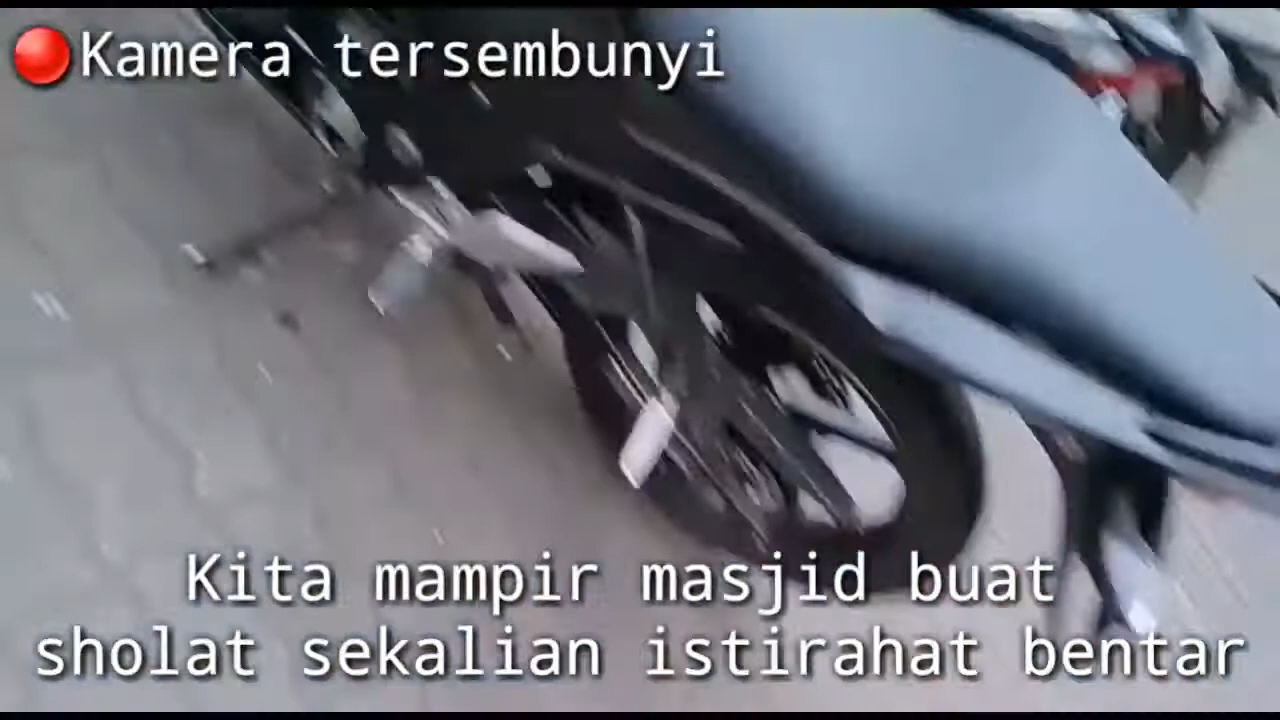 Kamera tersembunyi
Kita mampir masjid buat
sholat sekalian istirahat bentar